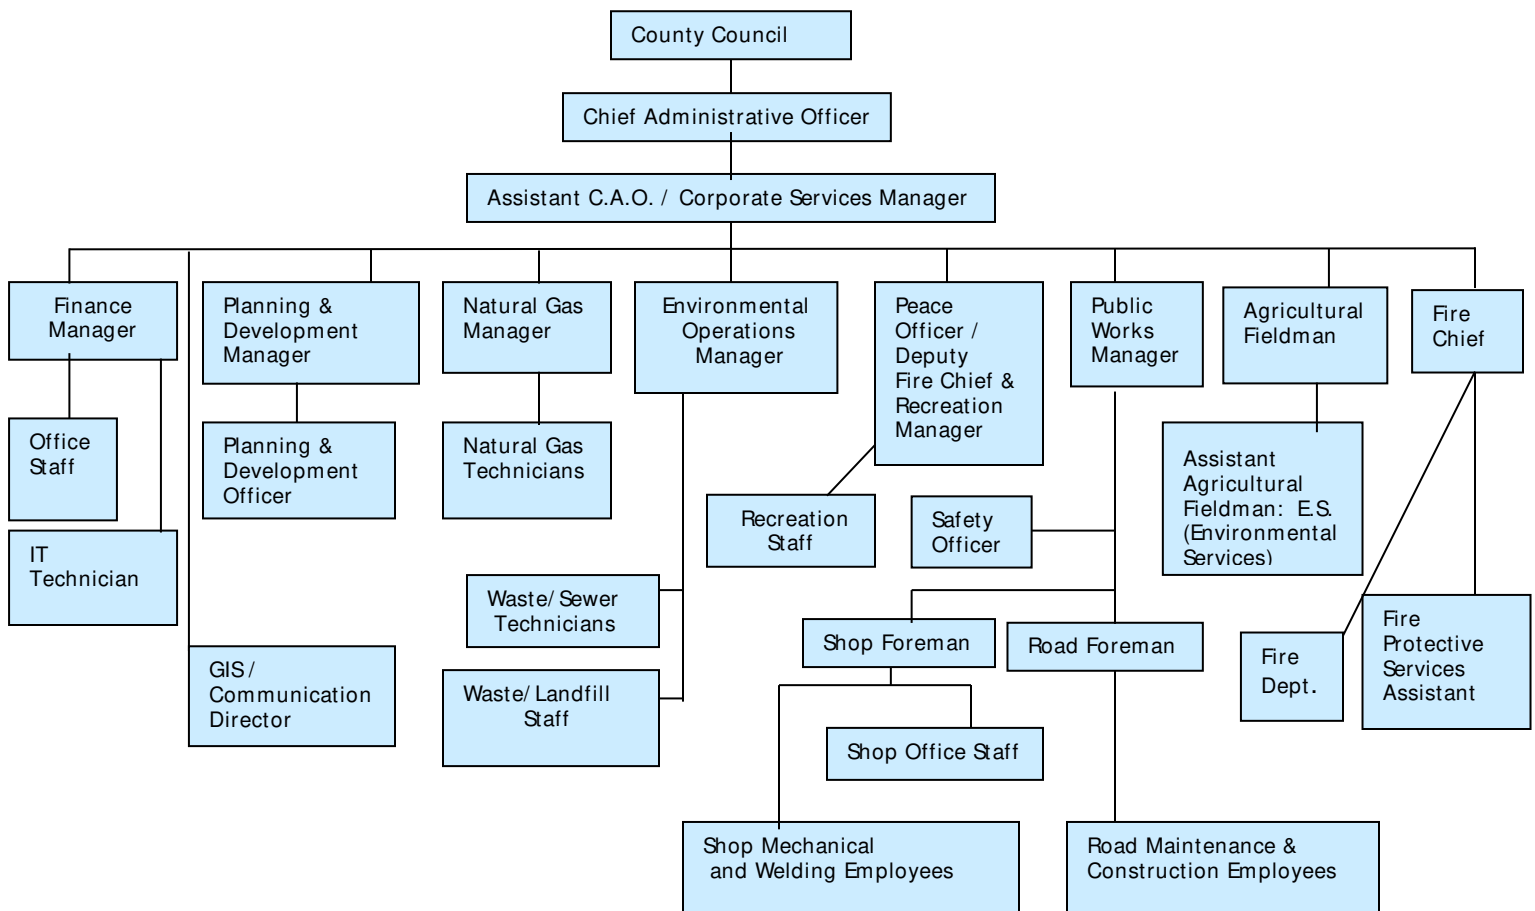 County Council
Chief Administrative Officer
Assistant C.A.O. / Corporate Services Manager
Finance
Manager
Planning &
Development
Manager
Natural Gas
Manager
Environmental
Operations
Manager
Peace
Officer /
Deputy
Fire Chief &
Recreation
Manager
Public
Works
Manager
Agricultural
Fieldman
Fire
Chief
Office
Staff
Planning &
Development
Officer
Natural Gas
Technicians
Assistant
Agricultural
Fieldman: E.S.
(Environmental
Services)
Recreation
Staff
Safety
Officer
IT
Technician
Waste/Sewer
Technicians
Shop Foreman
Road Foreman
Fire
Dept.
Fire
Protective
Services
Assistant
GIS/
Communication
Director
Waste/Landfill
Staff
Shop Office Staff
Shop Mechanical
and Welding Employees
Road Maintenance &
Construction Employees